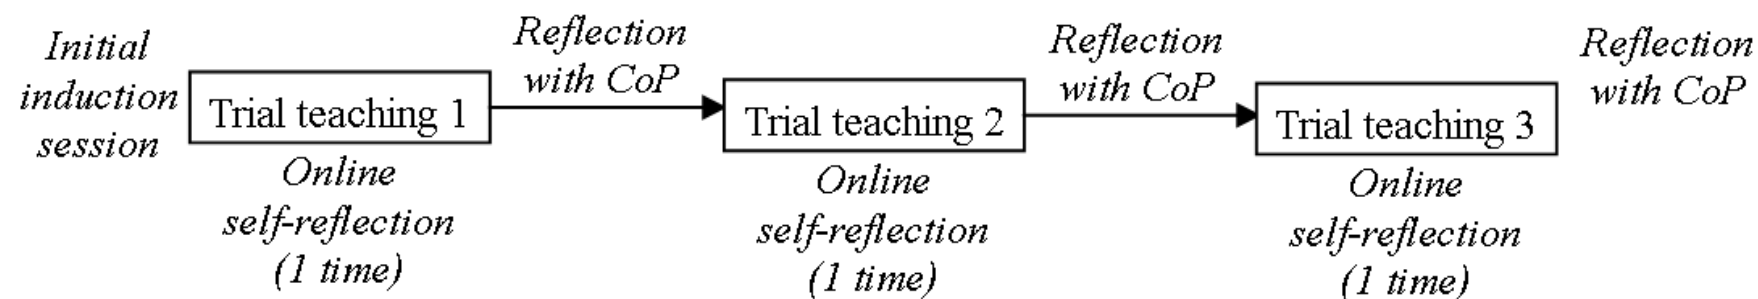 Initial
induction
session
Trial teaching 1
Online
self-reflection
(1 time)
Reflection
with CoP
Trial teaching 2
Online
self-reflection
(1 time)
Reflection
with CoP
Trial teaching 3
Online
self-reflection
(1 time)
Reflection
with CoP